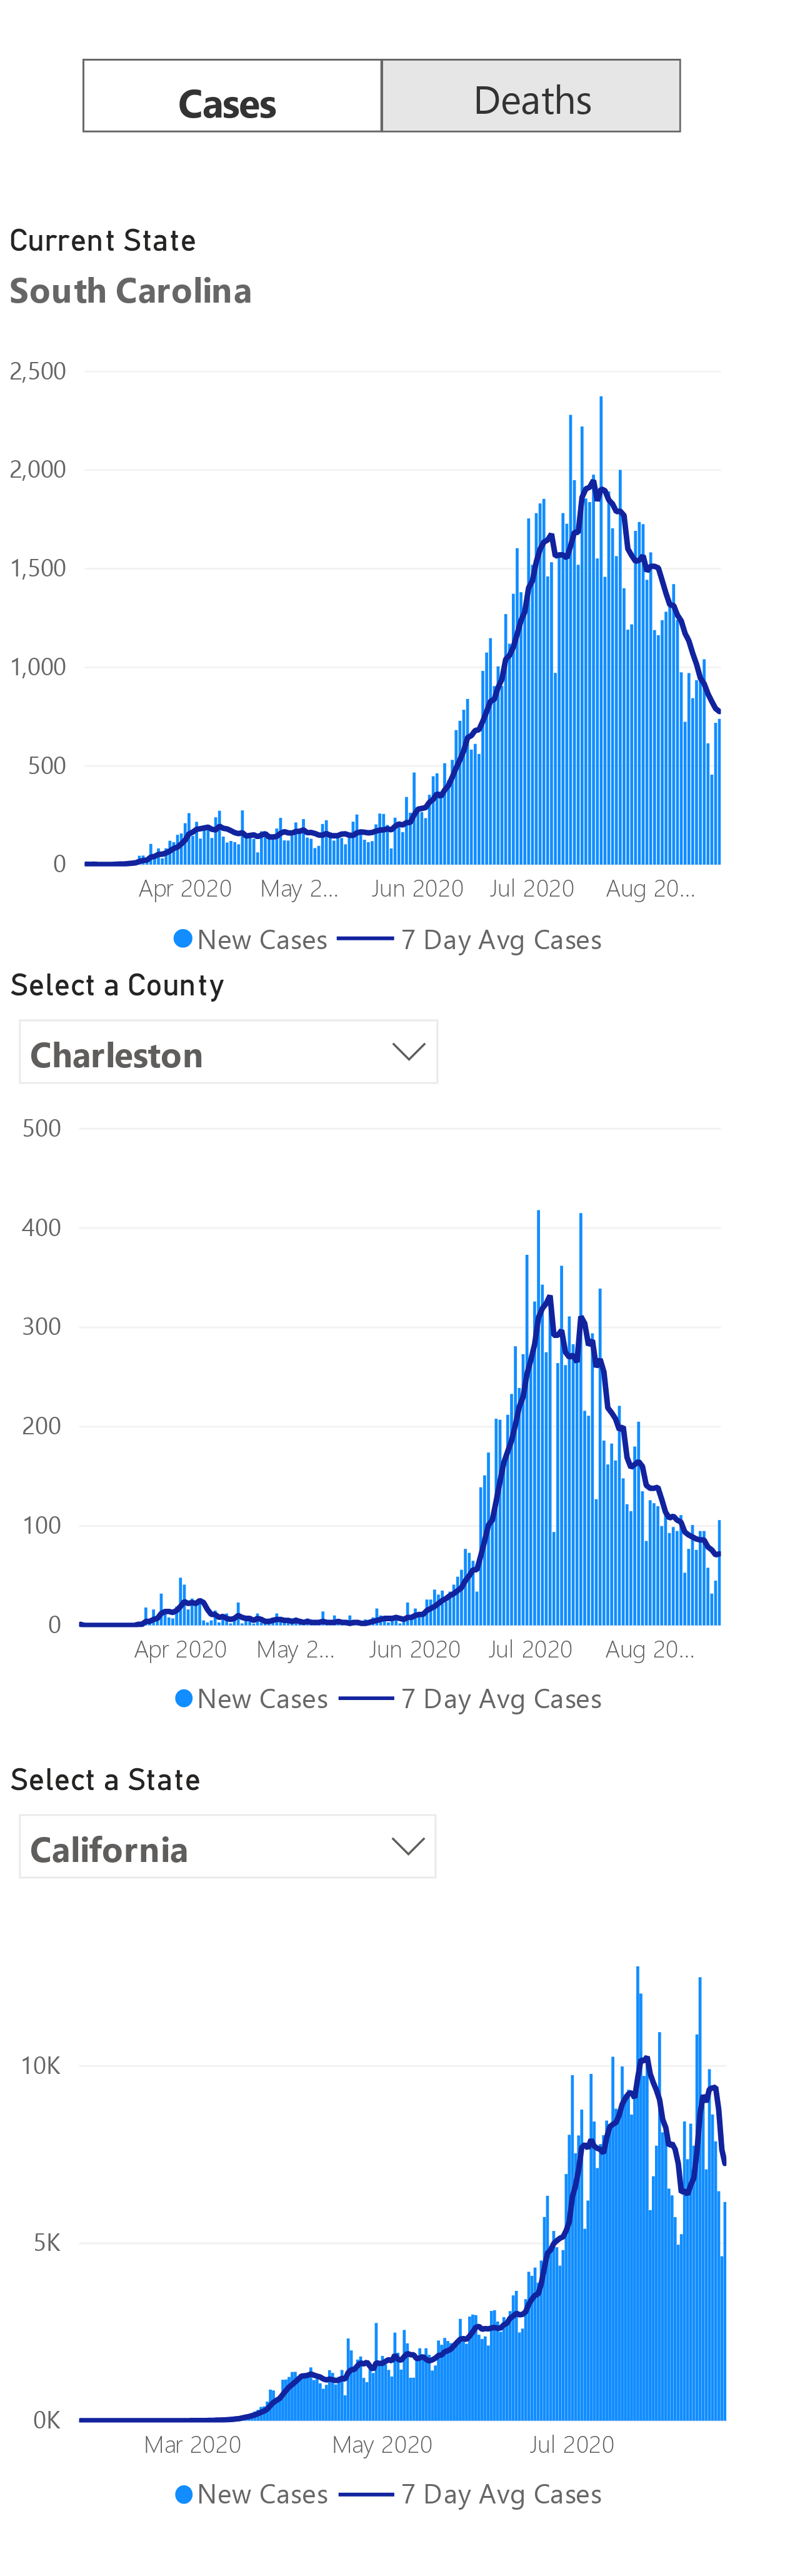 Cases Deaths
Current State
South Carolina
2,500
2,000
1,500
1,000
500
0
Apr 2020 May 2... Jun 2020 Jul 2020 Aug 20...
New Cases 7 Day Avg Cases
Select a County
Charleston
500
400
300
200
100
0
Apr 2020 May 2... Jun 2020 Jul 2020 Aug 20...
New Cases 7 Day Avg Cases
Select a State
California
10K
5K
0K
Mar 2020 May 2020 Jul 2020
New Cases 7 Day Avg Cases